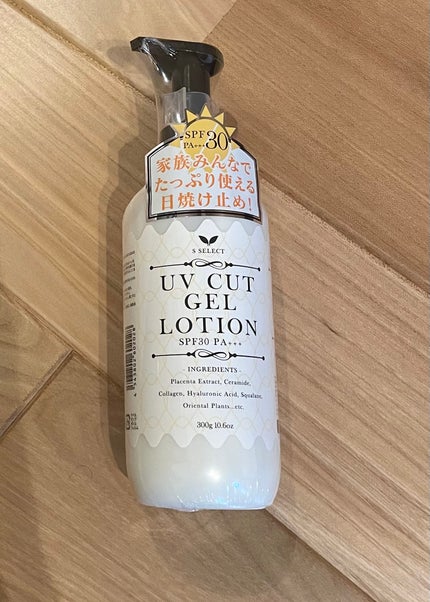 SPF 30
PA+++
家族みんなで
たっぷり使える
日焼け止め!
S SELECT
UV CUT
GEL
LOTION
SPF30 PA+++
- INGREDIENTS -
Placenta Extract, Ceramide,
Collagen, Hyaluronic Acid, Squalane,
Oriental Plants...etc.
300g 10.6oz